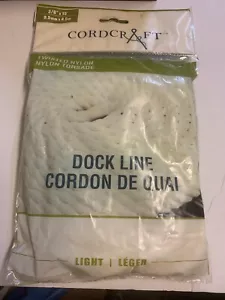 CORDCRAFT
TWISTED NYLON
NYLON TORSADÉ
DOCK LINE
CORDON DE QUAI
LIGHT | LÉGER